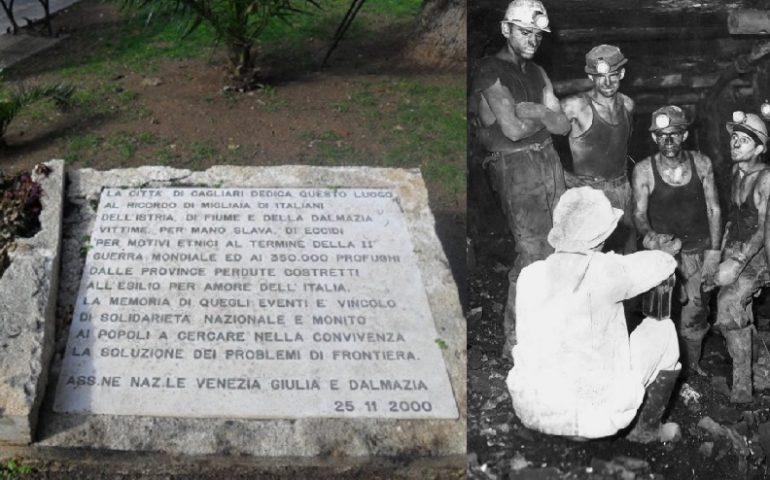 LA CITTÀ DI CAGLIARI DEDICA QUESTO LUOGO
AL RICORDO DI MIGLIAIA DI ITALIANI
DELL'ISTRIA, DI FIUME E DELLA DALMAZIA
VITTIME, PER MANO SLAVA, DI ECCIDI
PER MOTIVI ETNICI AL TERMINE DELLA II
GUERRA MONDIALE ED AI 350.000 PROFUGHI
DALLE PROVINCE PERDUTE COSTRETTI
ALL'ESILIO PER AMORE DELL'ITALIA.
LA MEMORIA DI QUEGLI EVENTI E VINCOLO
DI SOLIDARIETÀ NAZIONALE E MONITO
AI POPOLI A CERCARE NELLA CONVIVENZA
LA SOLUZIONE DEI PROBLEMI DI FRONTIERA.
ASS.NE NAZ.LE VENEZIA GIULIA E DALMAZIA
25 11 2000